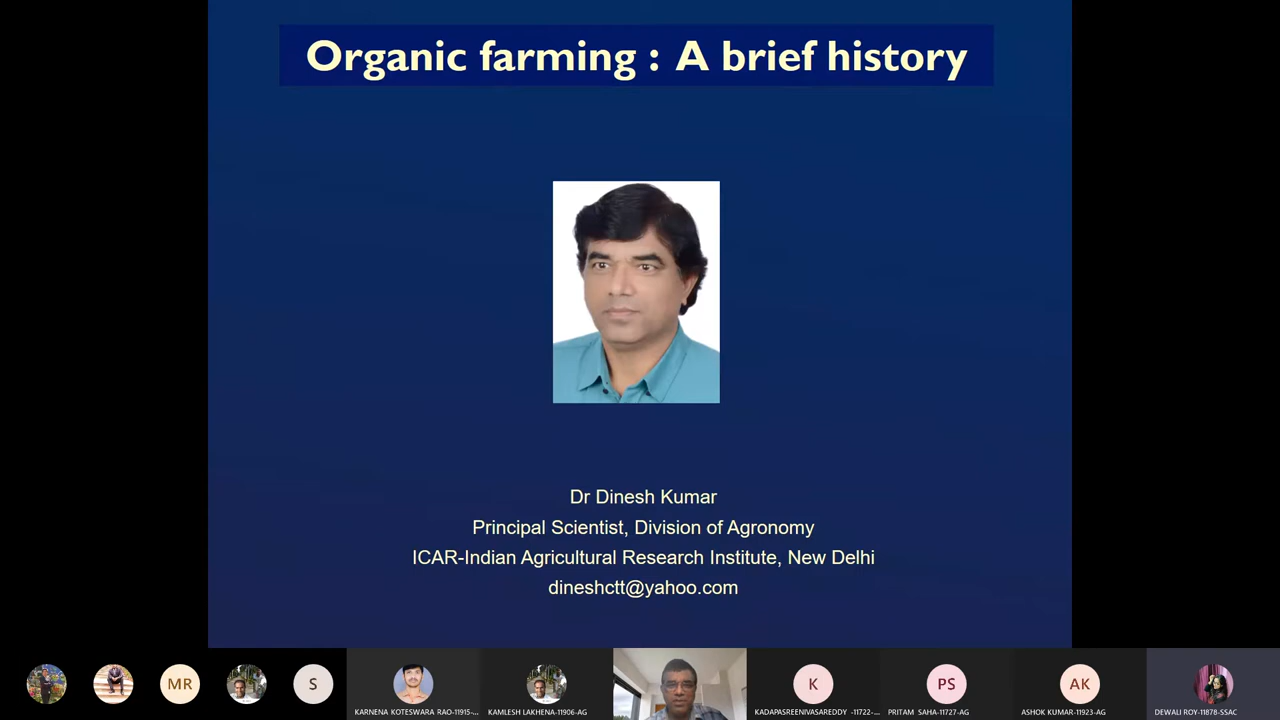 Organic farming : A brief history
Dr Dinesh Kumar
Principal Scientist, Division of Agronomy
ICAR-Indian Agricultural Research Institute, New Delhi
dineshctt@yahoo.com
MR
S
K
PS
AK
KARNENA KOTESWARA RAO-11915-...
KAMLESH LAKHENA-11906-AG
KADAPASREENIVASAREDDY -11722-...
PRITAM SAHA-11727-AG
ASHOK KUMAR-11923-AG
DEWALI ROY-11878-SSAC